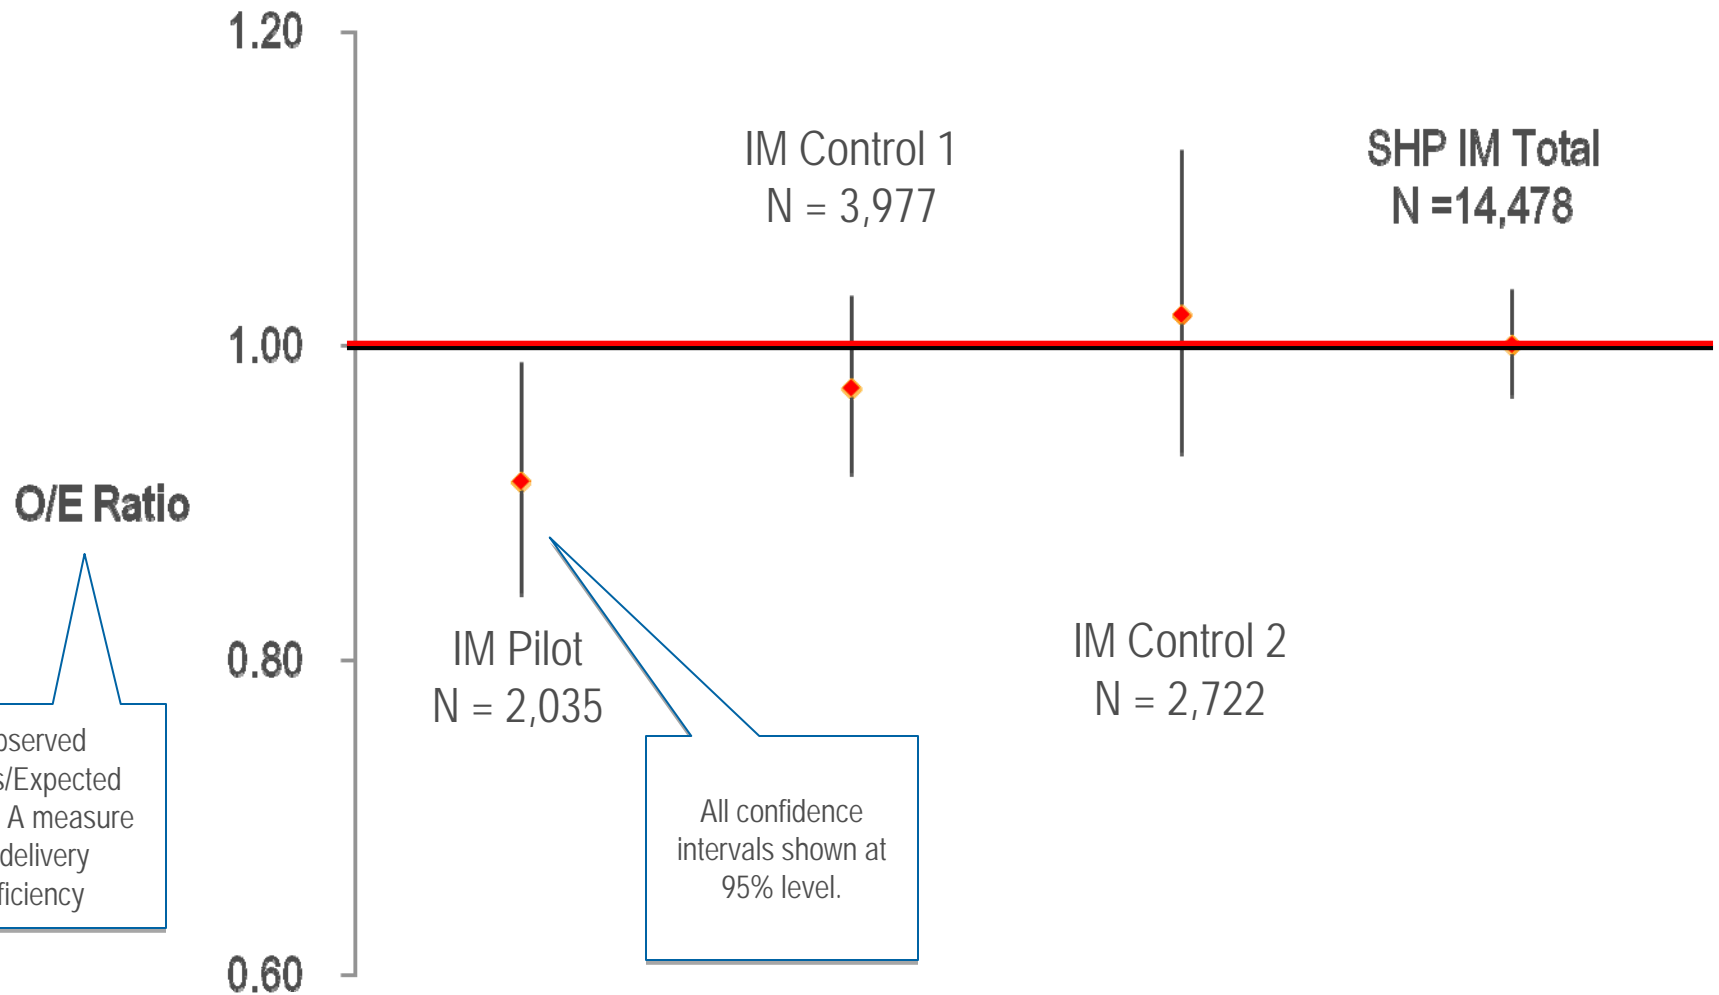 1.20
IM Control 1
N = 3,977
SHP IM Total
N =14,478
1.00
O/E Ratio
IM Pilot
N = 2,035
0.80
IM Control 2
N = 2,722
/Expected
A measure
delivery
All confidence
intervals shown at
95% level.
0.60